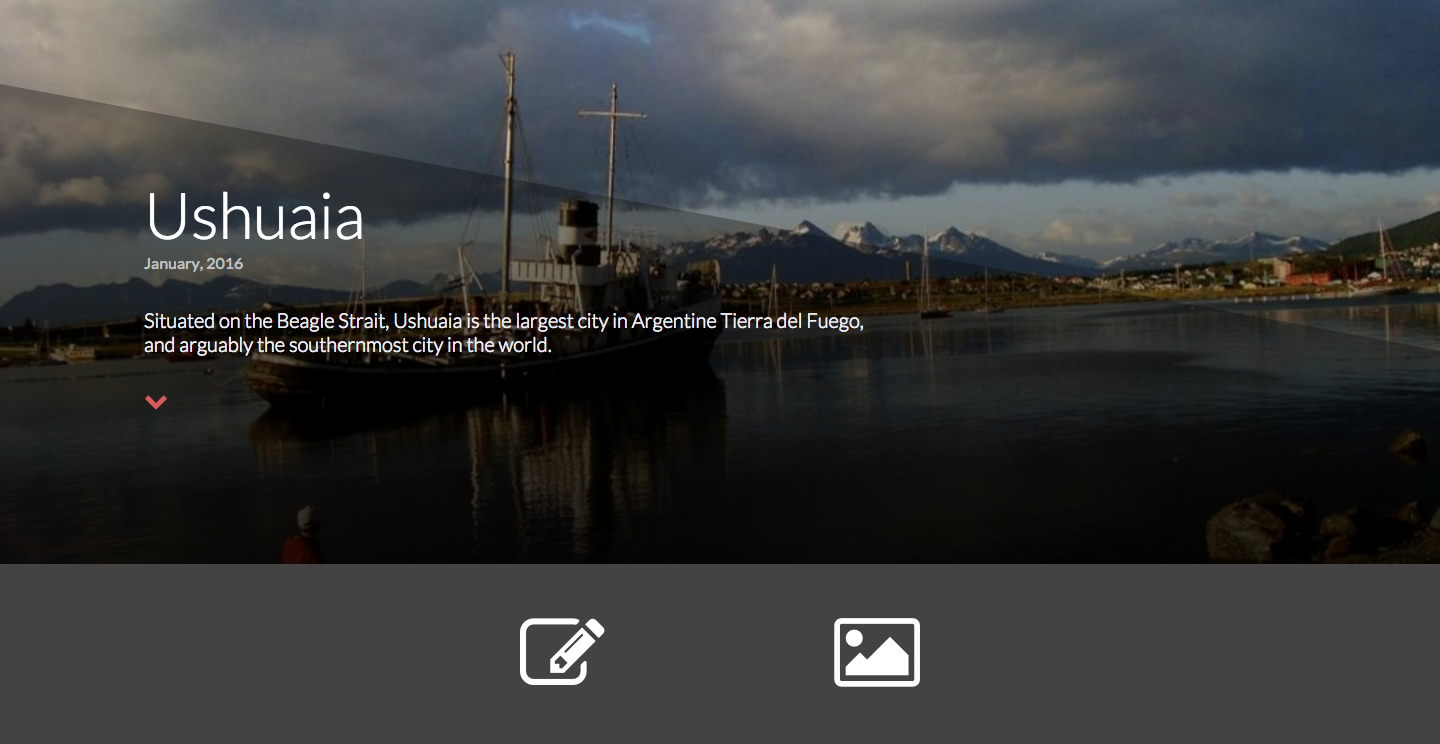 Ushuaia
January, 2016
Situated on the Beagle Strait, Ushuaia is the largest city in Argentine Tierra del Fuego,
and arguably the southernmost city in the world.